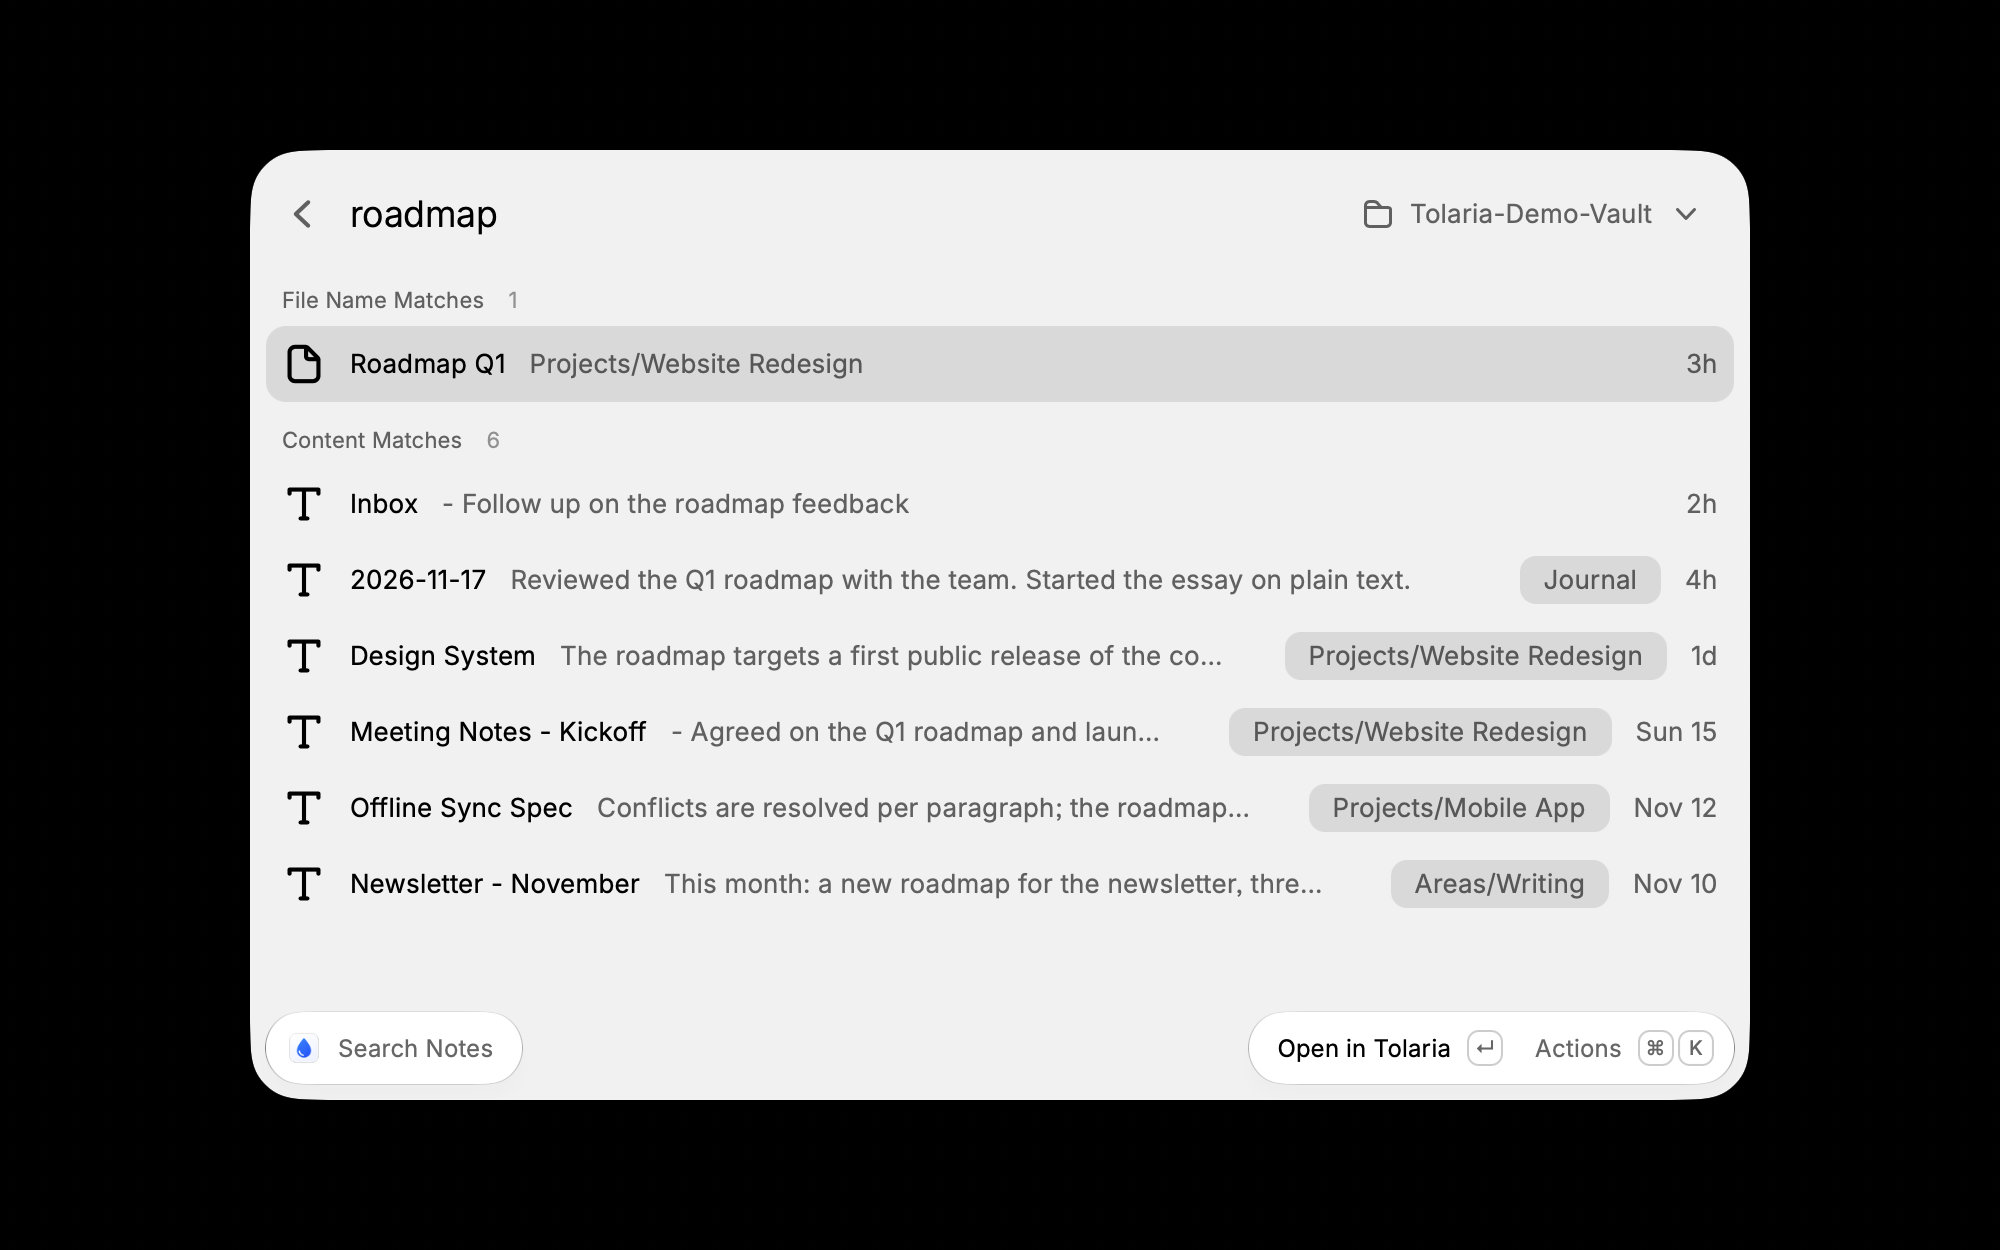 roadmap Tolaria-Demo-Vault
File Name Matches 1
Roadmap Q1 Projects/Website Redesign 3h
Content Matches 6
Inbox - Follow up on the roadmap feedback 2h
2026-11-17 Reviewed the Q1 roadmap with the team. Started the essay on plain text. Journal 4h
Design System The roadmap targets a first public release of the co... Projects/Website Redesign 1d
Meeting Notes - Kickoff - Agreed on the Q1 roadmap and laun... Projects/Website Redesign Sun 15
Offline Sync Spec Conflicts are resolved per paragraph; the roadmap... Projects/Mobile App Nov 12
Newsletter - November This month: a new roadmap for the newsletter, thre... Areas/Writing Nov 10
Search Notes Open in Tolaria ↵ Actions ⌘ K